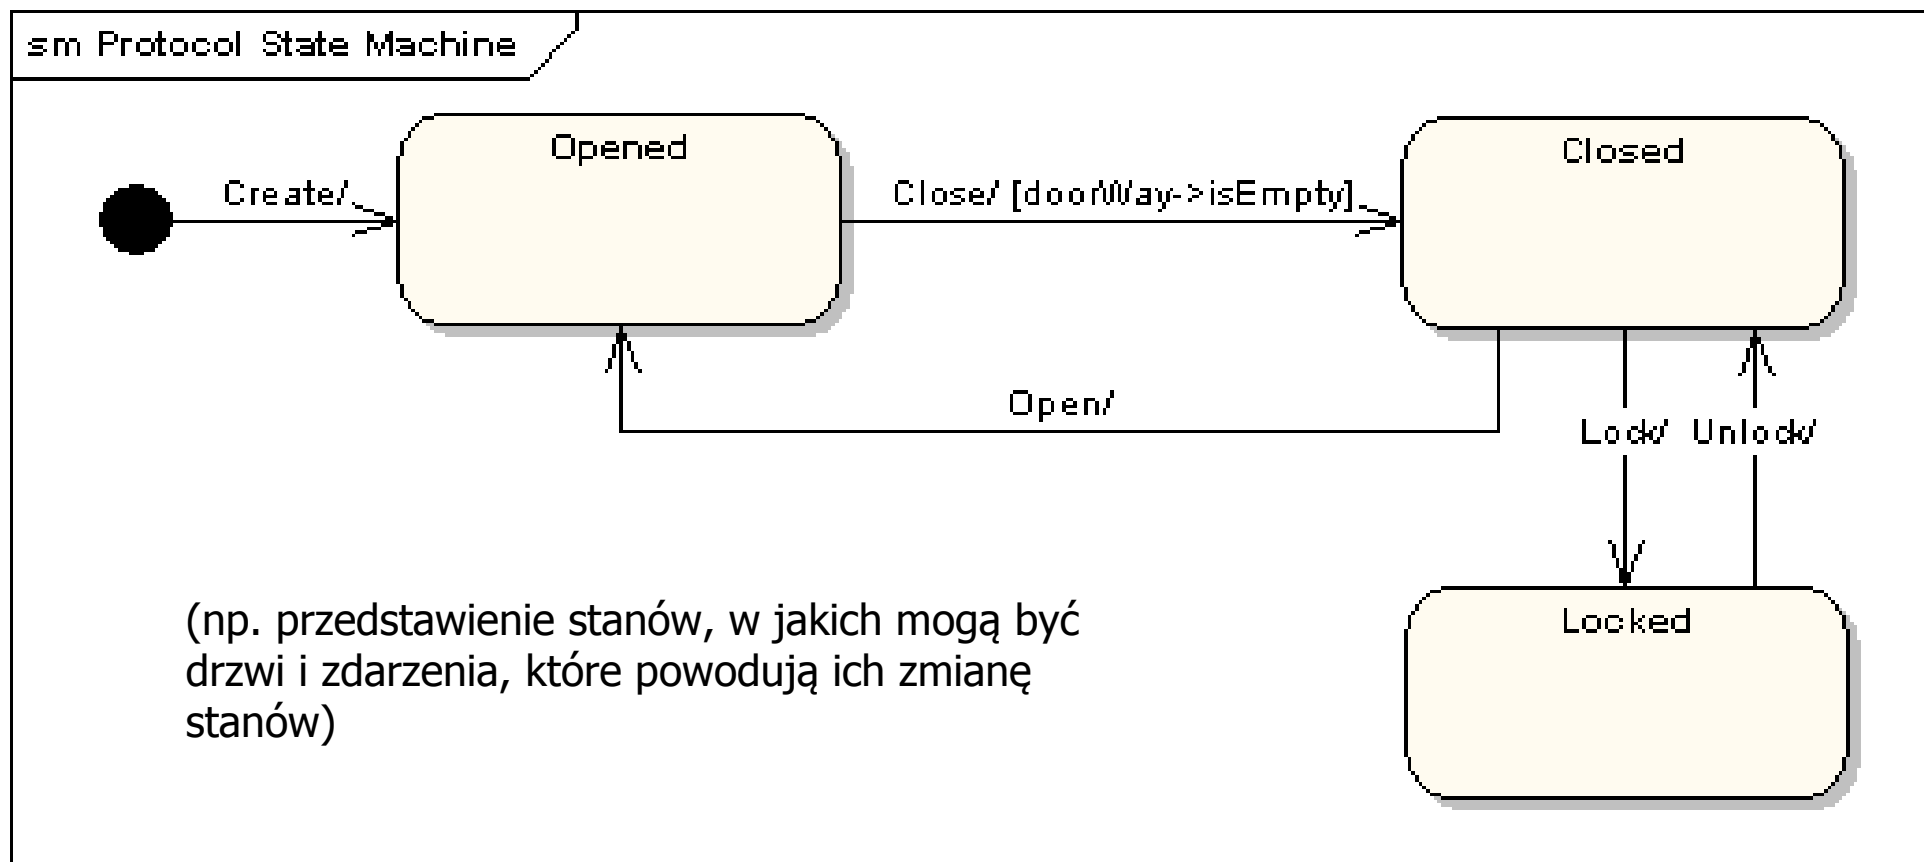 sm Protocol State Machine
Opened
Closed
Create/
Close/ [doorWay->isEmpty]
Open/
Lock/ Unlock/
Locked
(np. przedstawienie stanów, w jakich mogą być
drzwi i zdarzenia, które powodują ich zmianę
stanów)